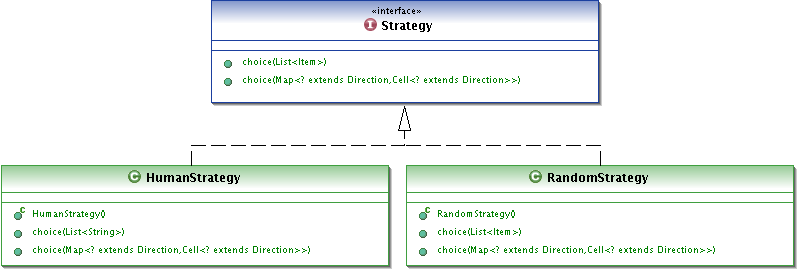 «interface»
I Strategy
choice(List<Item>)
choice(Map<? extends Direction,Cell<? extends Direction>>)
C HumanStrategy
C HumanStrategy()
choice(List<String>)
choice(Map<? extends Direction,Cell<? extends Direction>>)
C RandomStrategy
C RandomStrategy()
choice(List<Item>)
choice(Map<? extends Direction,Cell<? extends Direction>>)